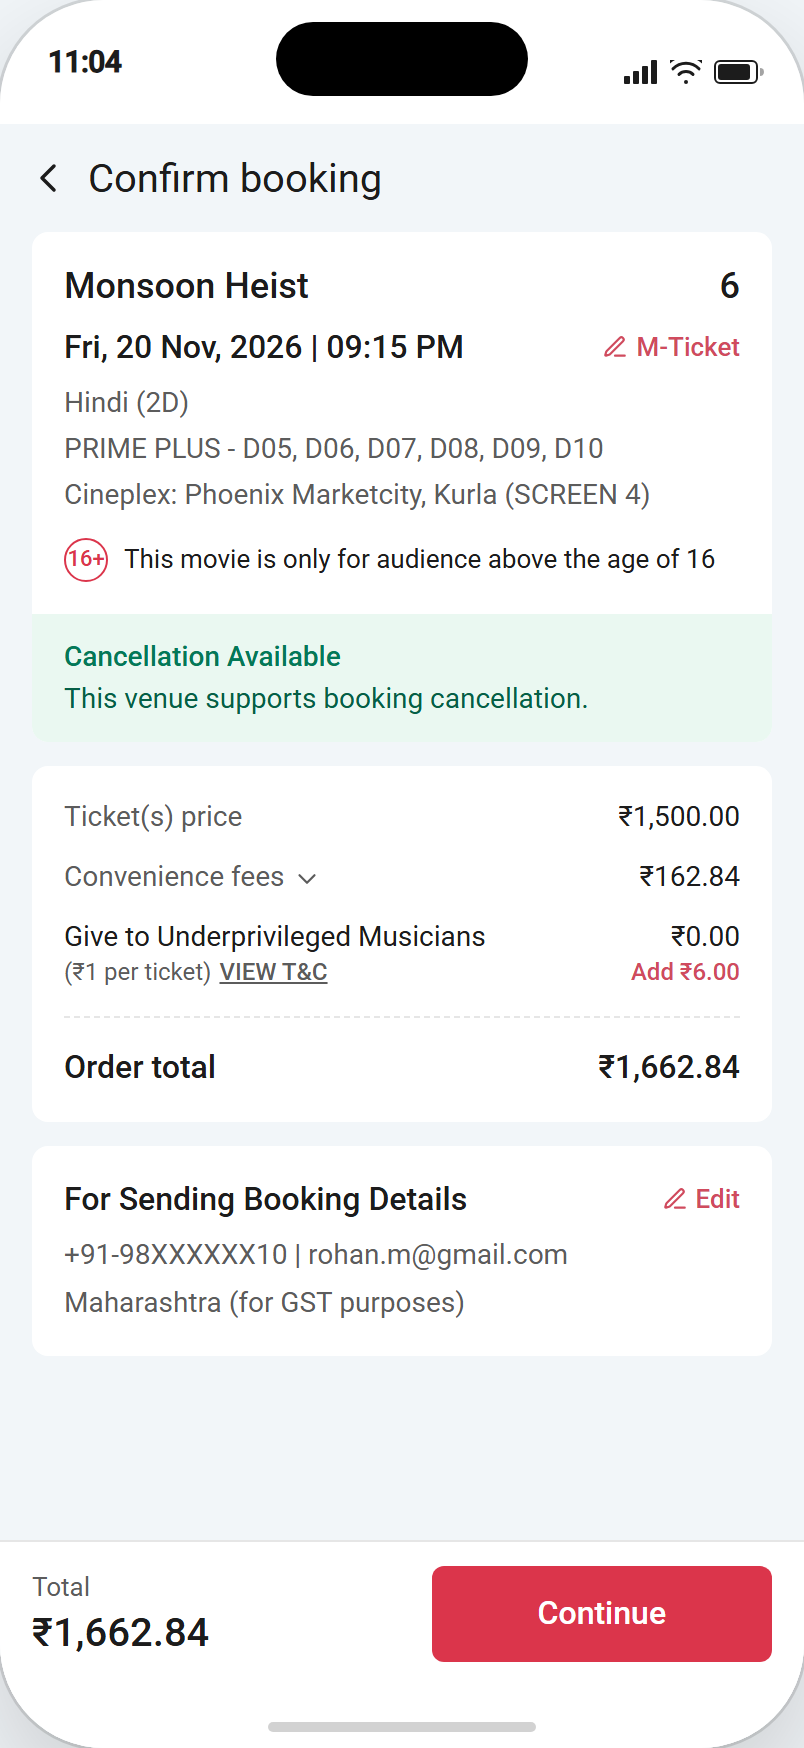 11:04
Confirm booking
Monsoon Heist 6
Fri, 20 Nov, 2026 | 09:15 PM M-Ticket
Hindi (2D)
PRIME PLUS - D05, D06, D07, D08, D09, D10
Cineplex: Phoenix Marketcity, Kurla (SCREEN 4)
16+ This movie is only for audience above the age of 16
Cancellation Available
This venue supports booking cancellation.
Ticket(s) price ₹1,500.00
Convenience fees ₹162.84
Give to Underprivileged Musicians ₹0.00
(₹1 per ticket) VIEW T&C Add ₹6.00
Order total ₹1,662.84
For Sending Booking Details Edit
+91-98XXXXXX10 | rohan.m@gmail.com
Maharashtra (for GST purposes)
Total
₹1,662.84
Continue